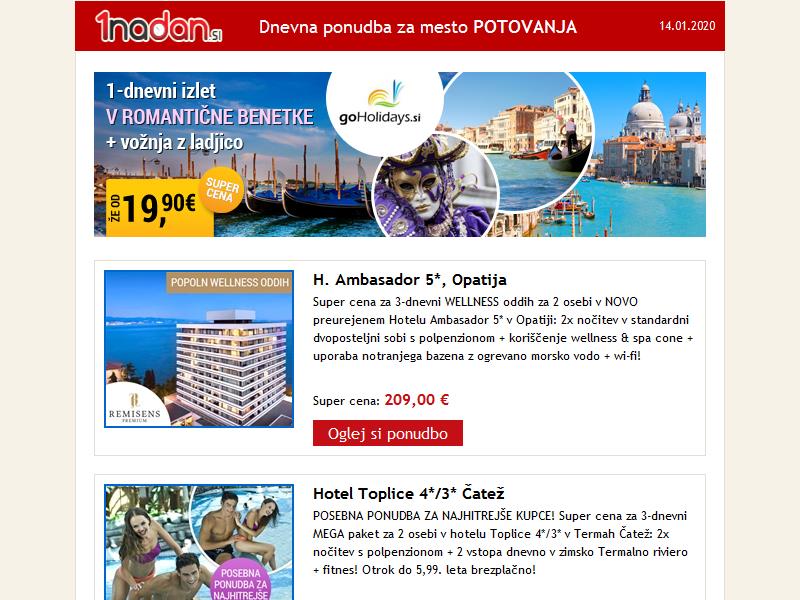 1nadan.si
Dnevna ponudba za mesto POTOVANJA
14.01.2020
1-dnevni izlet
V ROMANTIČNE BENETKE
+ vožnja z ladjico
goHolidays.si
ŽE OD 19,90€
SUPER
CENA
POPOLN WELLNESS ODDIH
REMISENS
PREMIUM
H. Ambasador 5*, Opatija
Super cena za 3-dnevni WELLNESS oddih za 2 osebi v NOVO
preurejenem Hotelu Ambasador 5* v Opatiji: 2x nočitev v standardni
dvoposteljni sobi s polpenzionom + koriščenje wellness & spa cone +
uporaba notranjega bazena z ogrevano morsko vodo + wi-fi!
Super cena: 209,00 €
Oglej si ponudbo
POSEBNA
PONUDBA ZA
NAJHITREJŠE
Hotel Toplice 4*/3* Čatež
POSEBNA PONUDBA ZA NAJHITREJŠE KUPCE! Super cena za 3-dnevni
MEGA paket za 2 osebi v hotelu Toplice 4*/3* v Termah Čatež: 2x
nočitev s polpenzionom + 2 vstopa dnevno v zimsko Termalno riviero
+ fitnes! Otrok do 5,99. leta brezplačno!